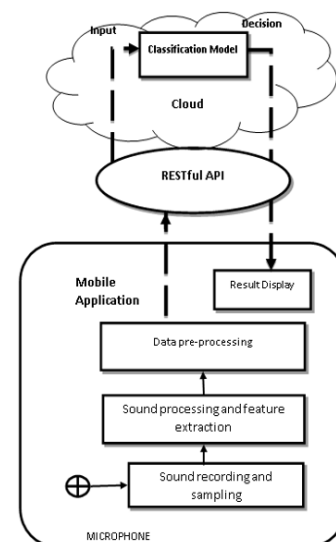 Input
Decision
Classification Model
Cloud
RESTful API
Mobile
Application
Result Display
Data pre-processing
Sound processing and feature
extraction
Sound recording and
sampling
MICROPHONE